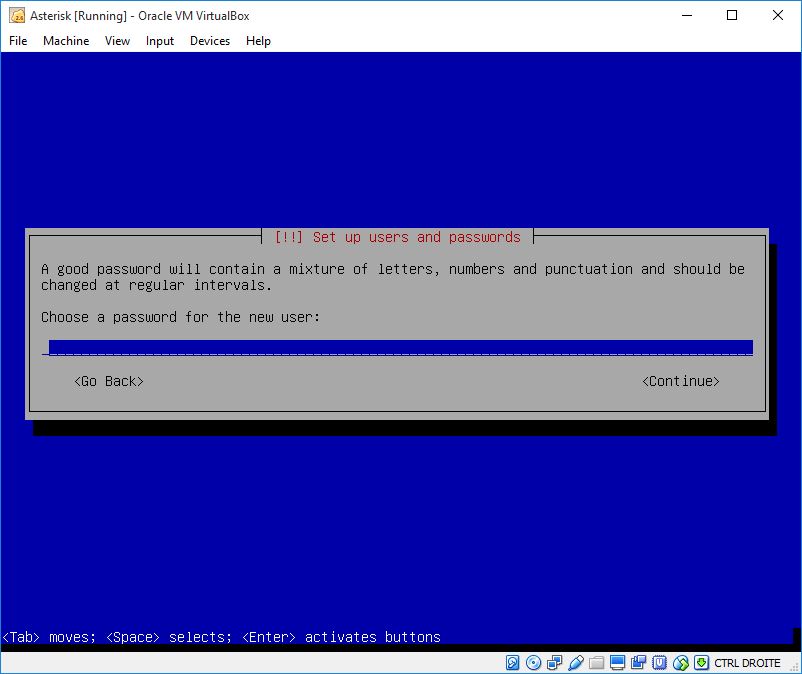 Asterisk [Running] - Oracle VM VirtualBox
File Machine View Input Devices Help
[!!] Set up users and passwords
A good password will contain a mixture of letters, numbers and punctuation and should be
changed at regular intervals.
Choose a password for the new user:
<Go Back> <Continue>
<Tab> moves; <Space> selects; <Enter> activates buttons
CTRL DROITE